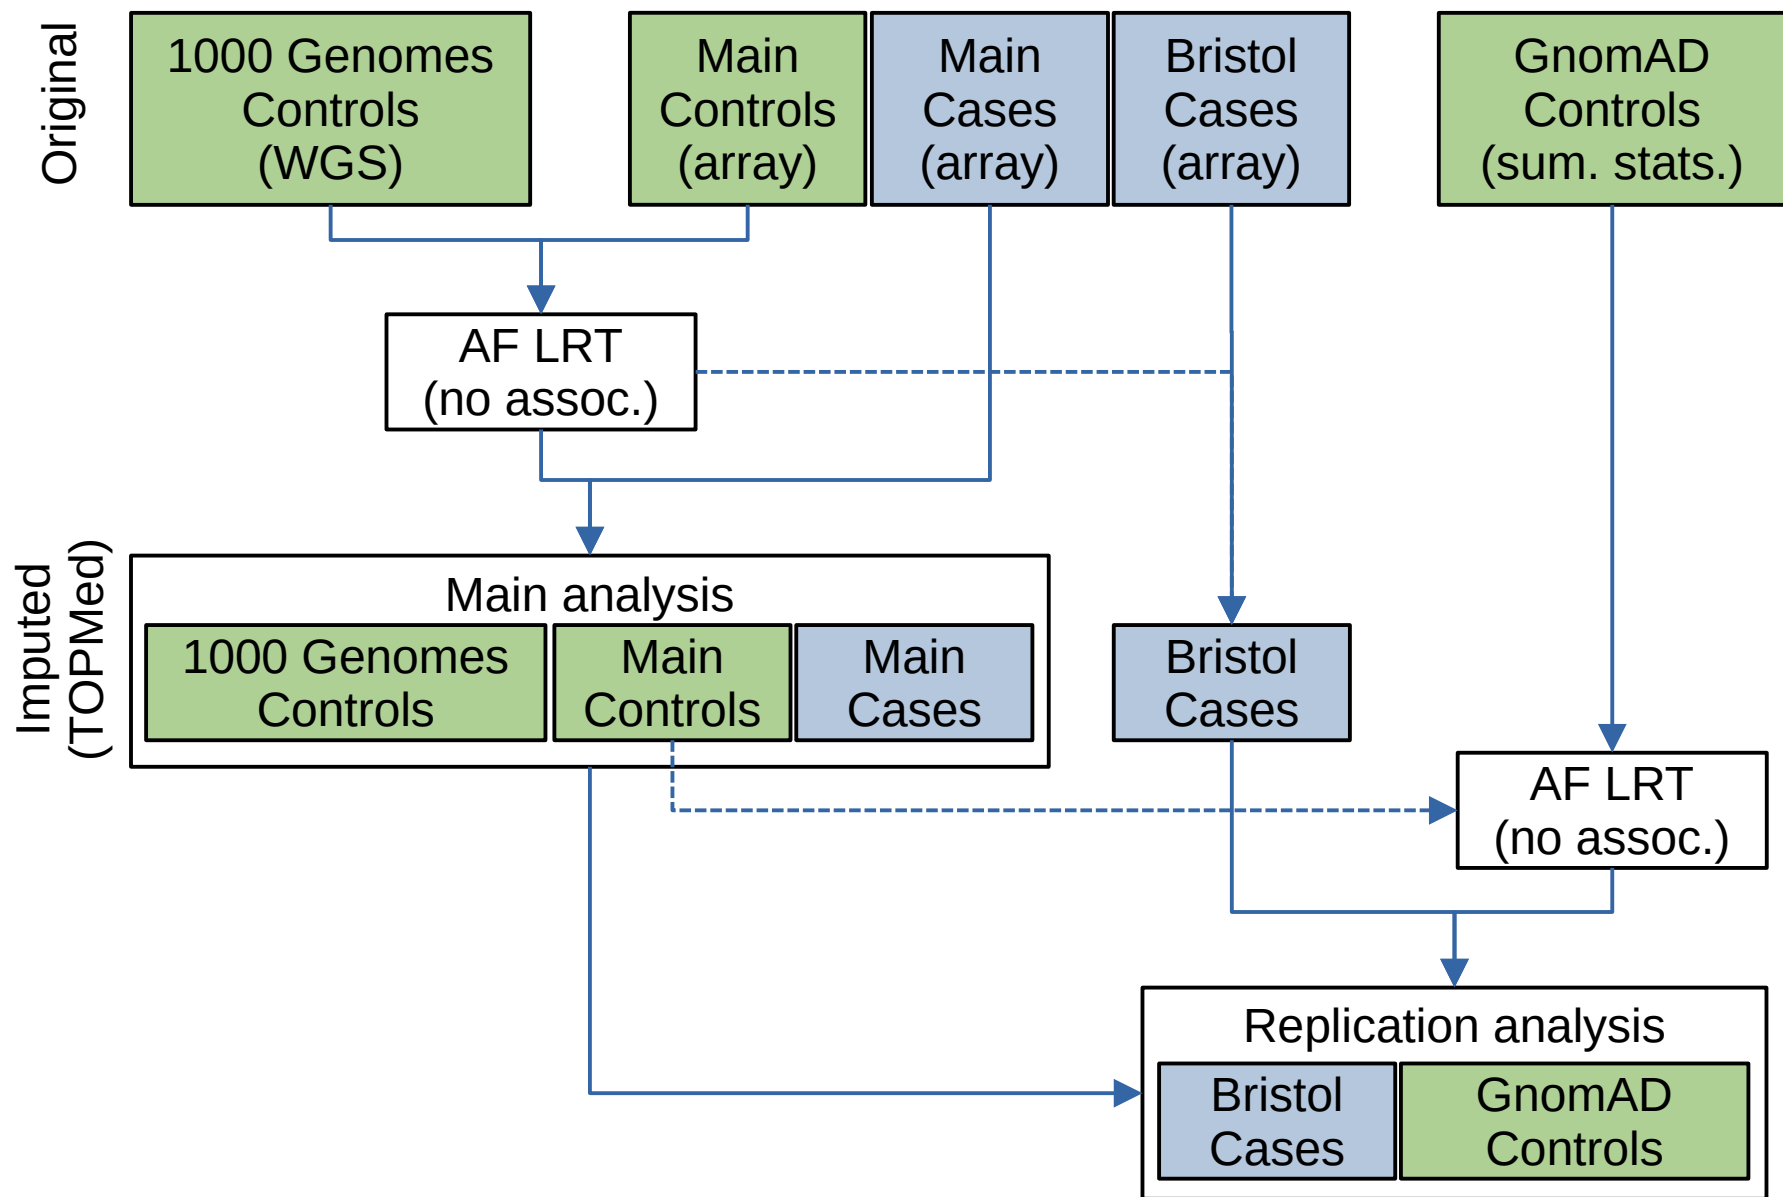 Original
1000 Genomes
Controls
(WGS)
Main
Controls
(array)
Main
Cases
(array)
Bristol
Cases
(array)
GnomAD
Controls
(sum. stats.)
AF LRT
(no assoc.)
Imputed
(TOPMed)
Main analysis
1000 Genomes
Controls
Main
Controls
Main
Cases
Bristol
Cases
AF LRT
(no assoc.)
Replication analysis
Bristol
Cases
GnomAD
Controls